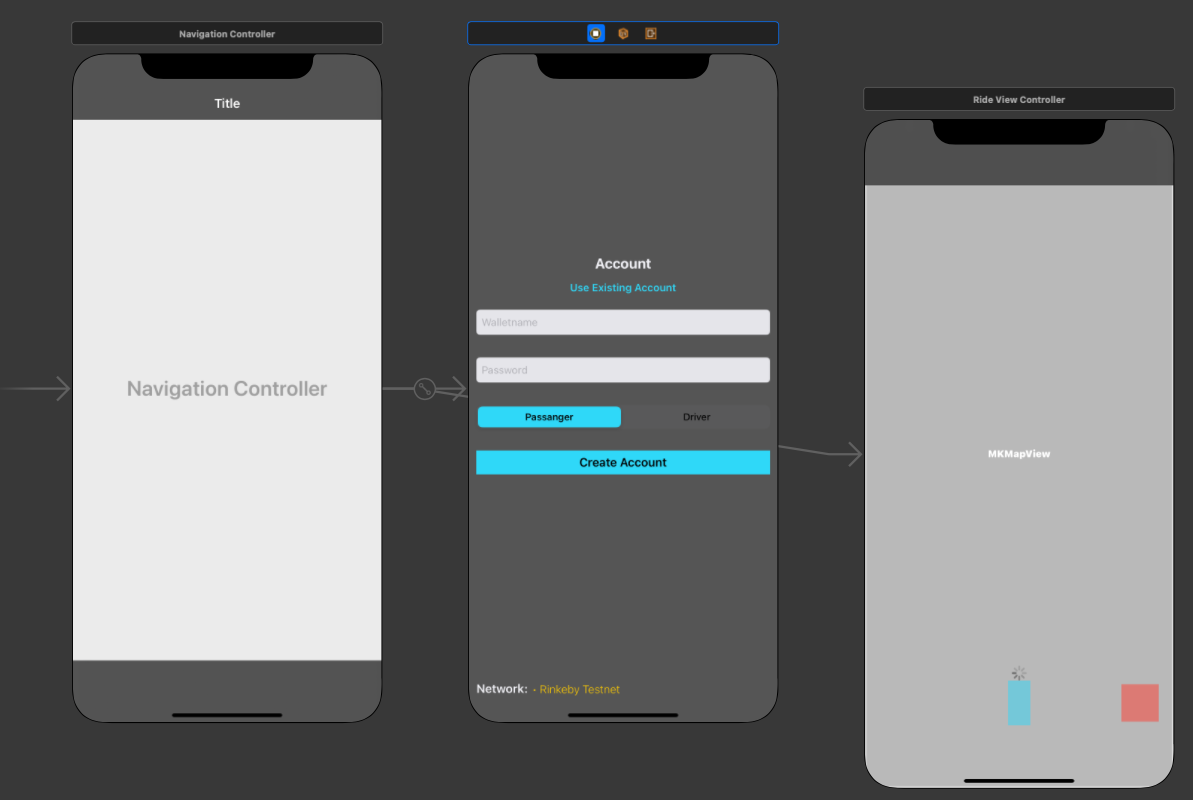 Navigation Controller
Title
Navigation Controller
Account
Use Existing Account
Walletname
Password
Passanger Driver
Create Account
Network: • Rinkeby Testnet
Ride View Controller
MKMapView